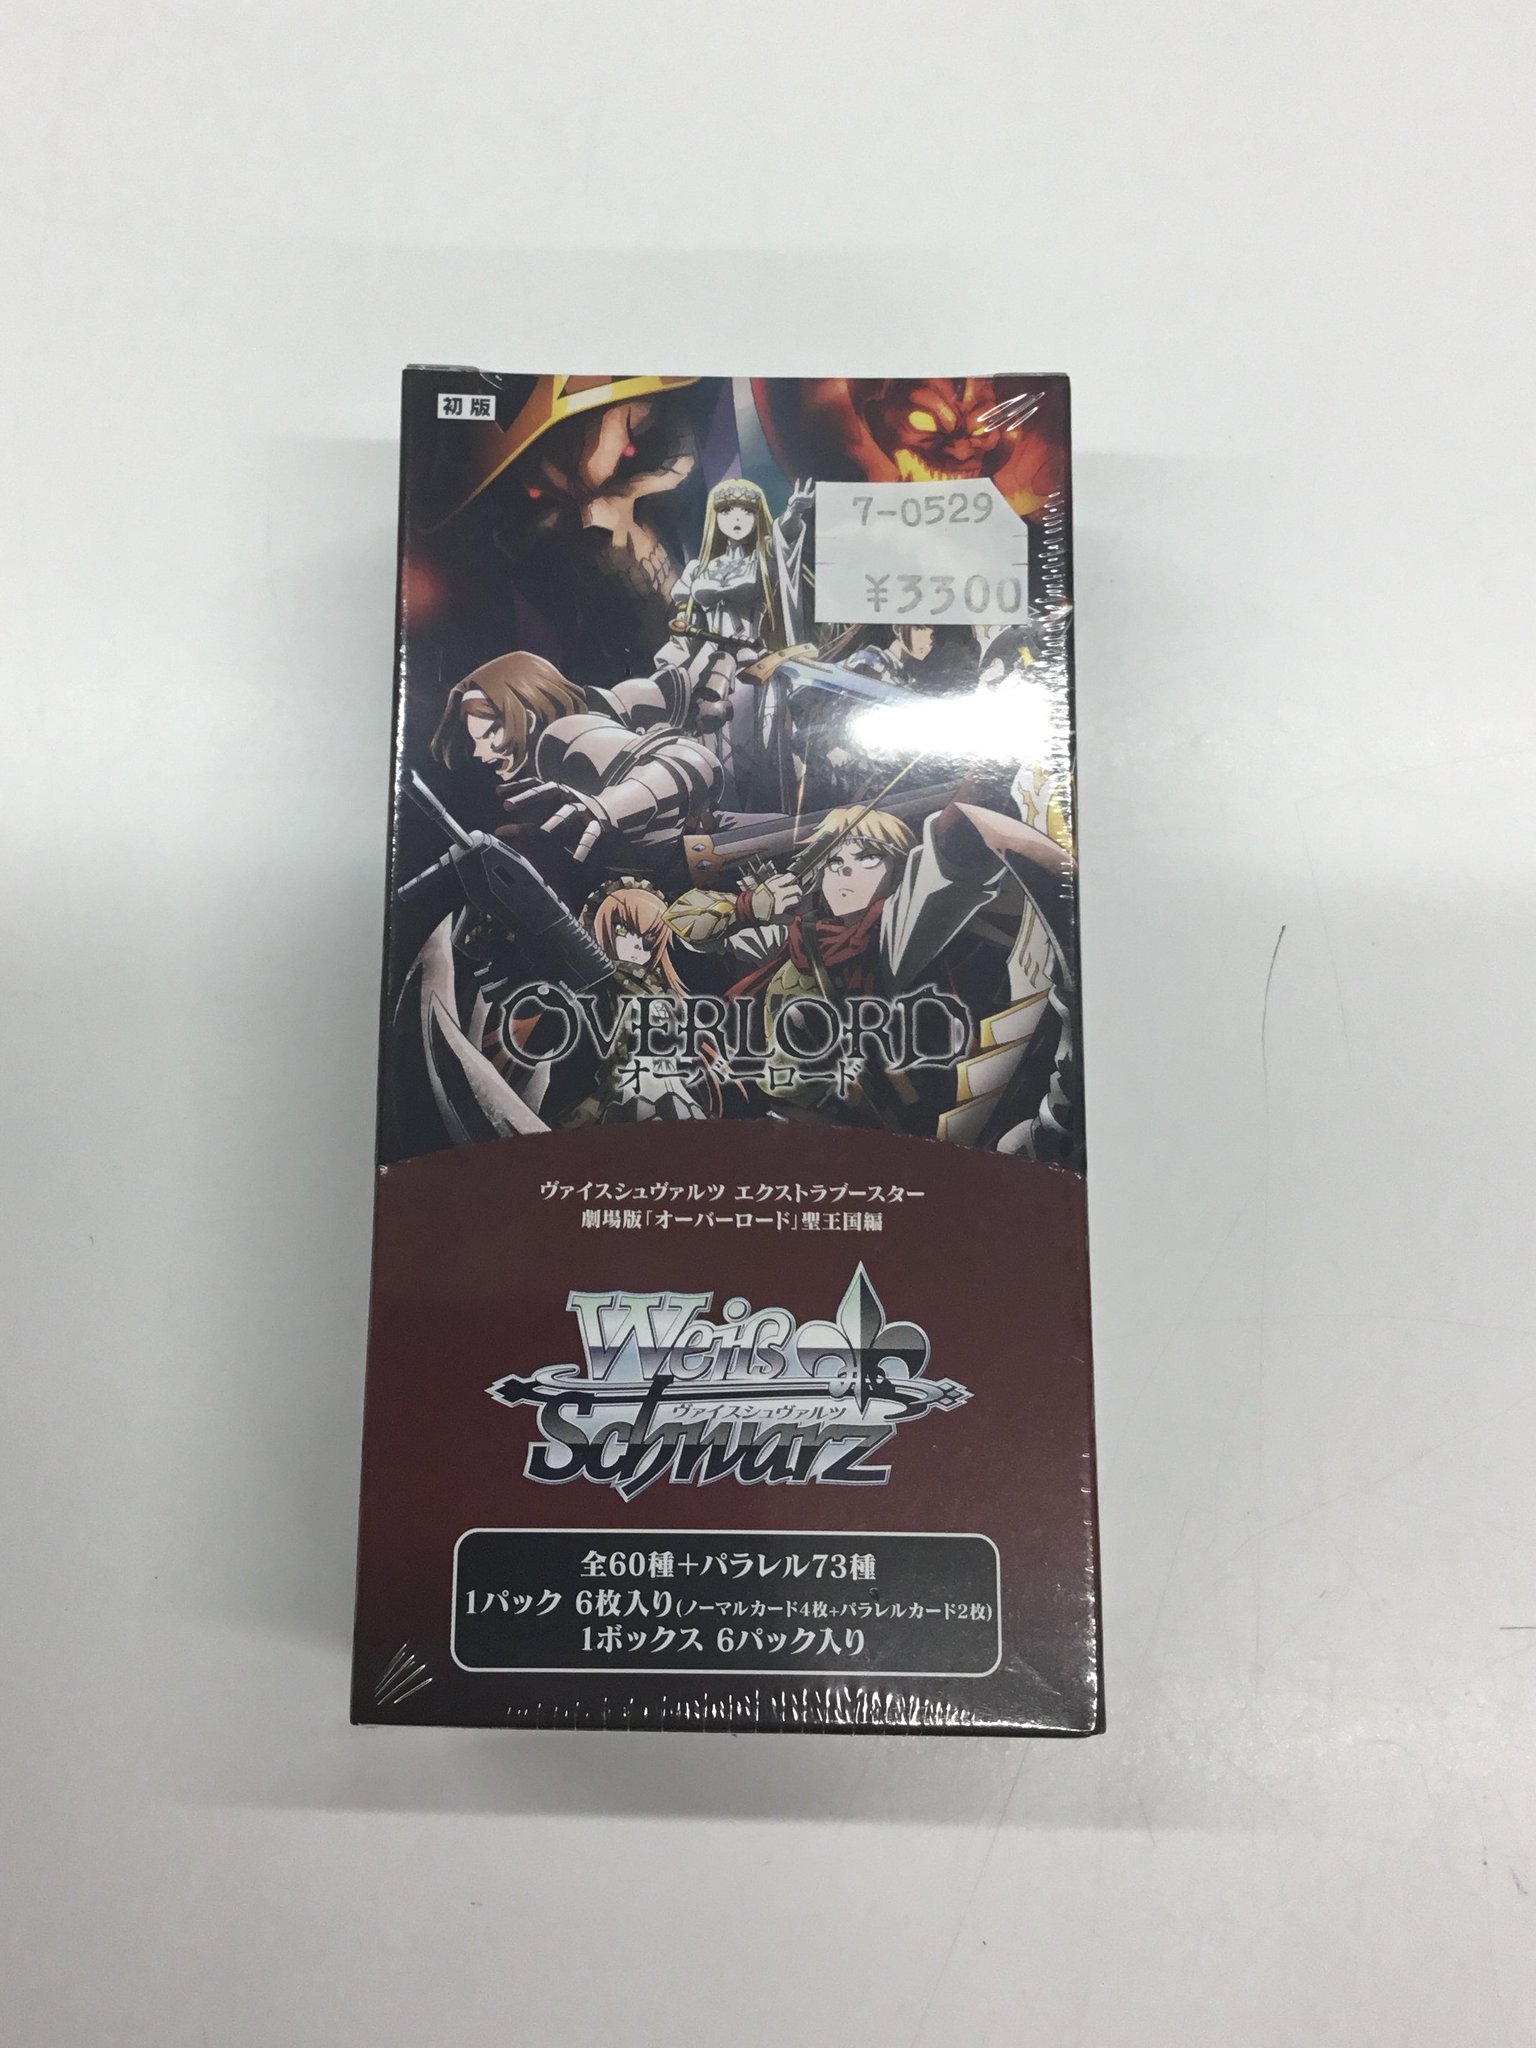 初版
7-0529
¥3300
OVERLORD
オーバーロード
ヴァイスシュヴァルツ エクストラブースター
劇場版「オーバーロード」聖王国編
Weiß
ヴァイスシュヴァルツ
Schwarz
全60種＋パラレル73種
1パック 6枚入り(ノーマルカード4枚+パラレルカード2枚)
1ボックス 6パック入り